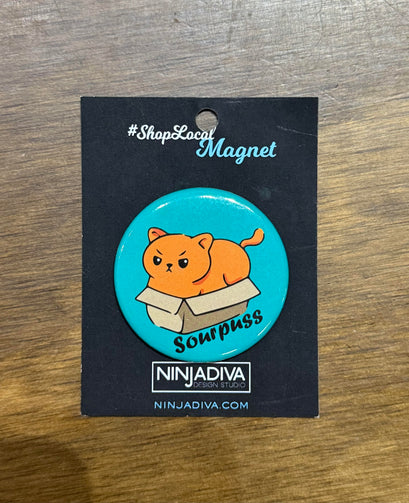 #ShopLocal
Magnet
Sourpuss
NINJADIVA
DESIGN STUDIO
NINJADIVA.COM